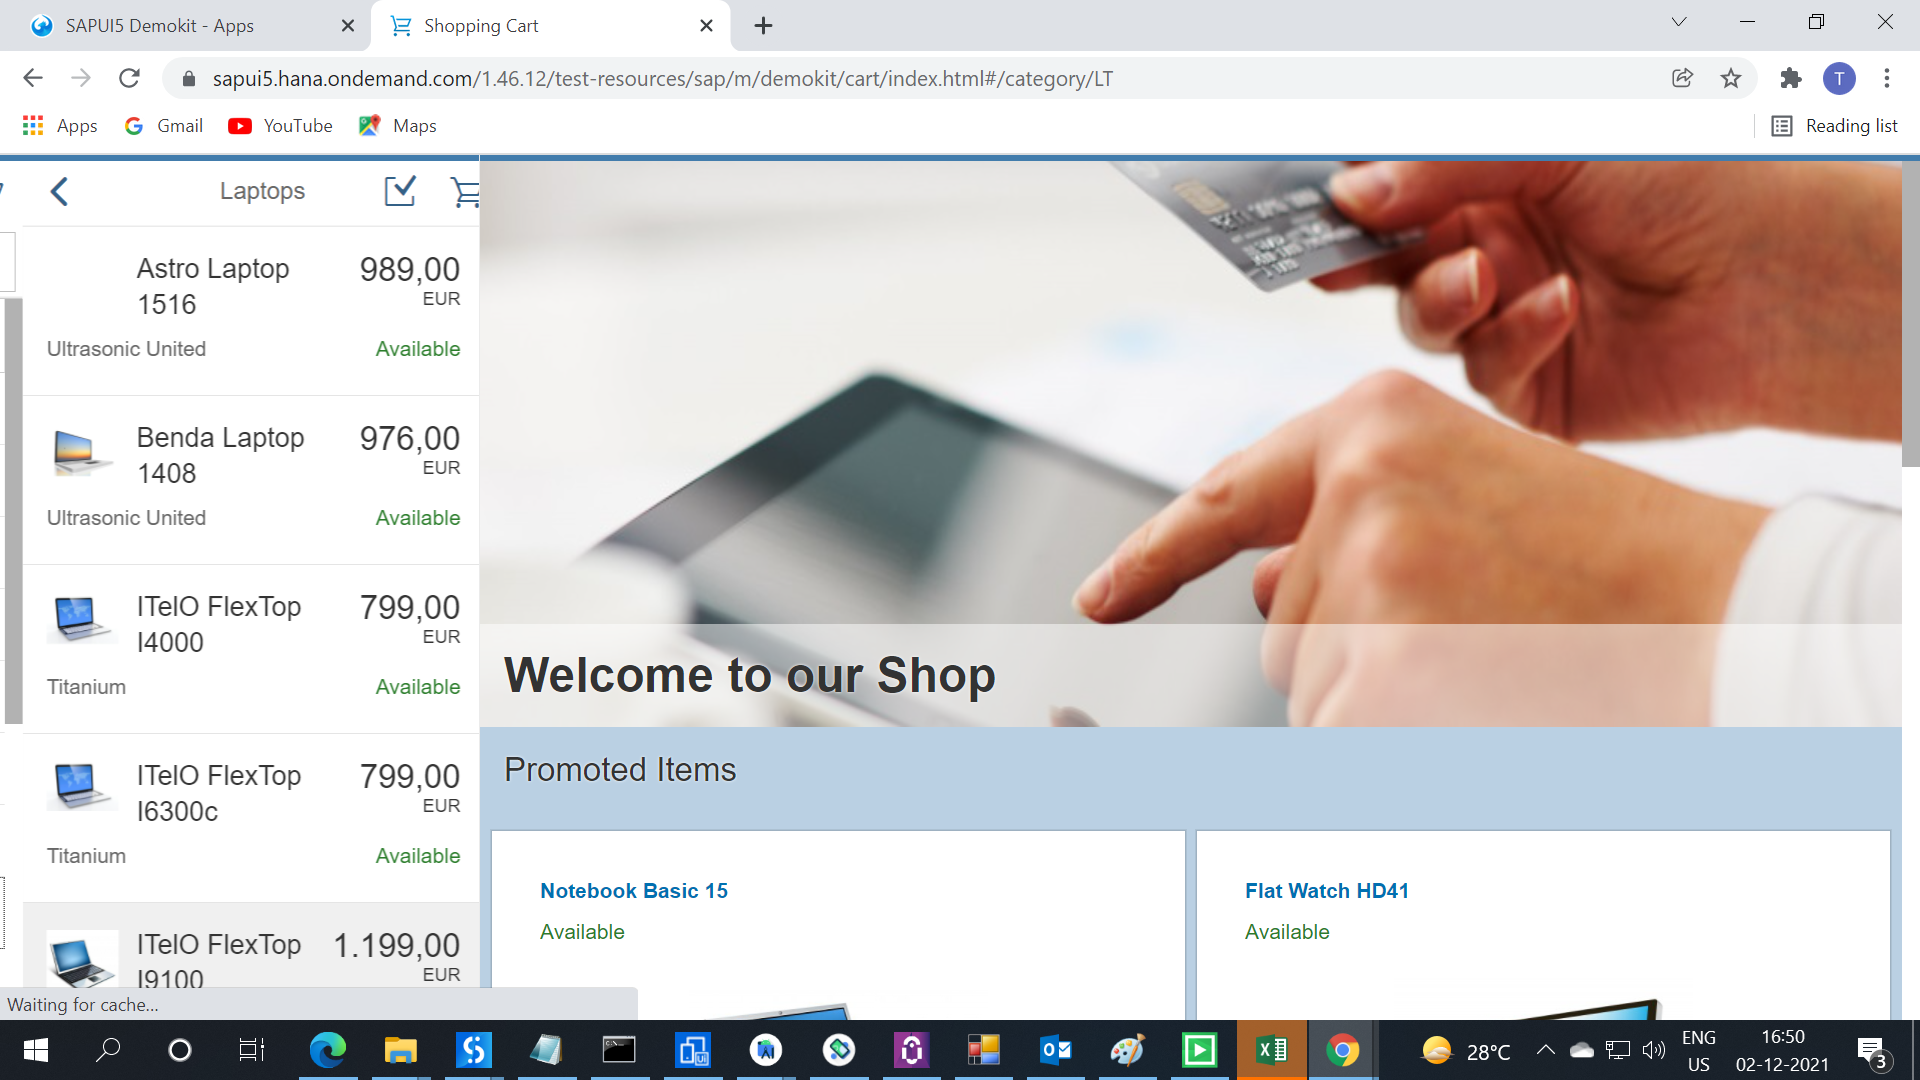 SAPUI5 Demokit - Apps
Shopping Cart
sapui5.hana.ondemand.com/1.46.12/test-resources/sap/m/demokit/cart/index.html#/category/LT
T
Apps
Gmail
YouTube
Maps
Reading list
Laptops
Astro Laptop 1516
989,00 EUR
Ultrasonic United
Available
Benda Laptop 1408
976,00 EUR
Ultrasonic United
Available
ITelO FlexTop I4000
799,00 EUR
Titanium
Available
ITelO FlexTop I6300c
799,00 EUR
Titanium
Available
ITelO FlexTop I9100
1.199,00 EUR
Welcome to our Shop
Promoted Items
Notebook Basic 15
Available
Flat Watch HD41
Available
Waiting for cache...
28°C
ENG
US
16:50
02-12-2021
3